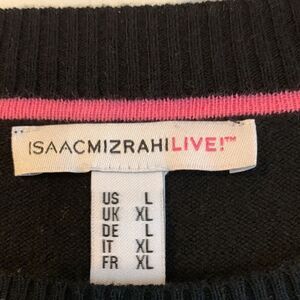 ISAACMIZRAHILIVE!™
US L
UK XL
DE L
IT XL
FR XL